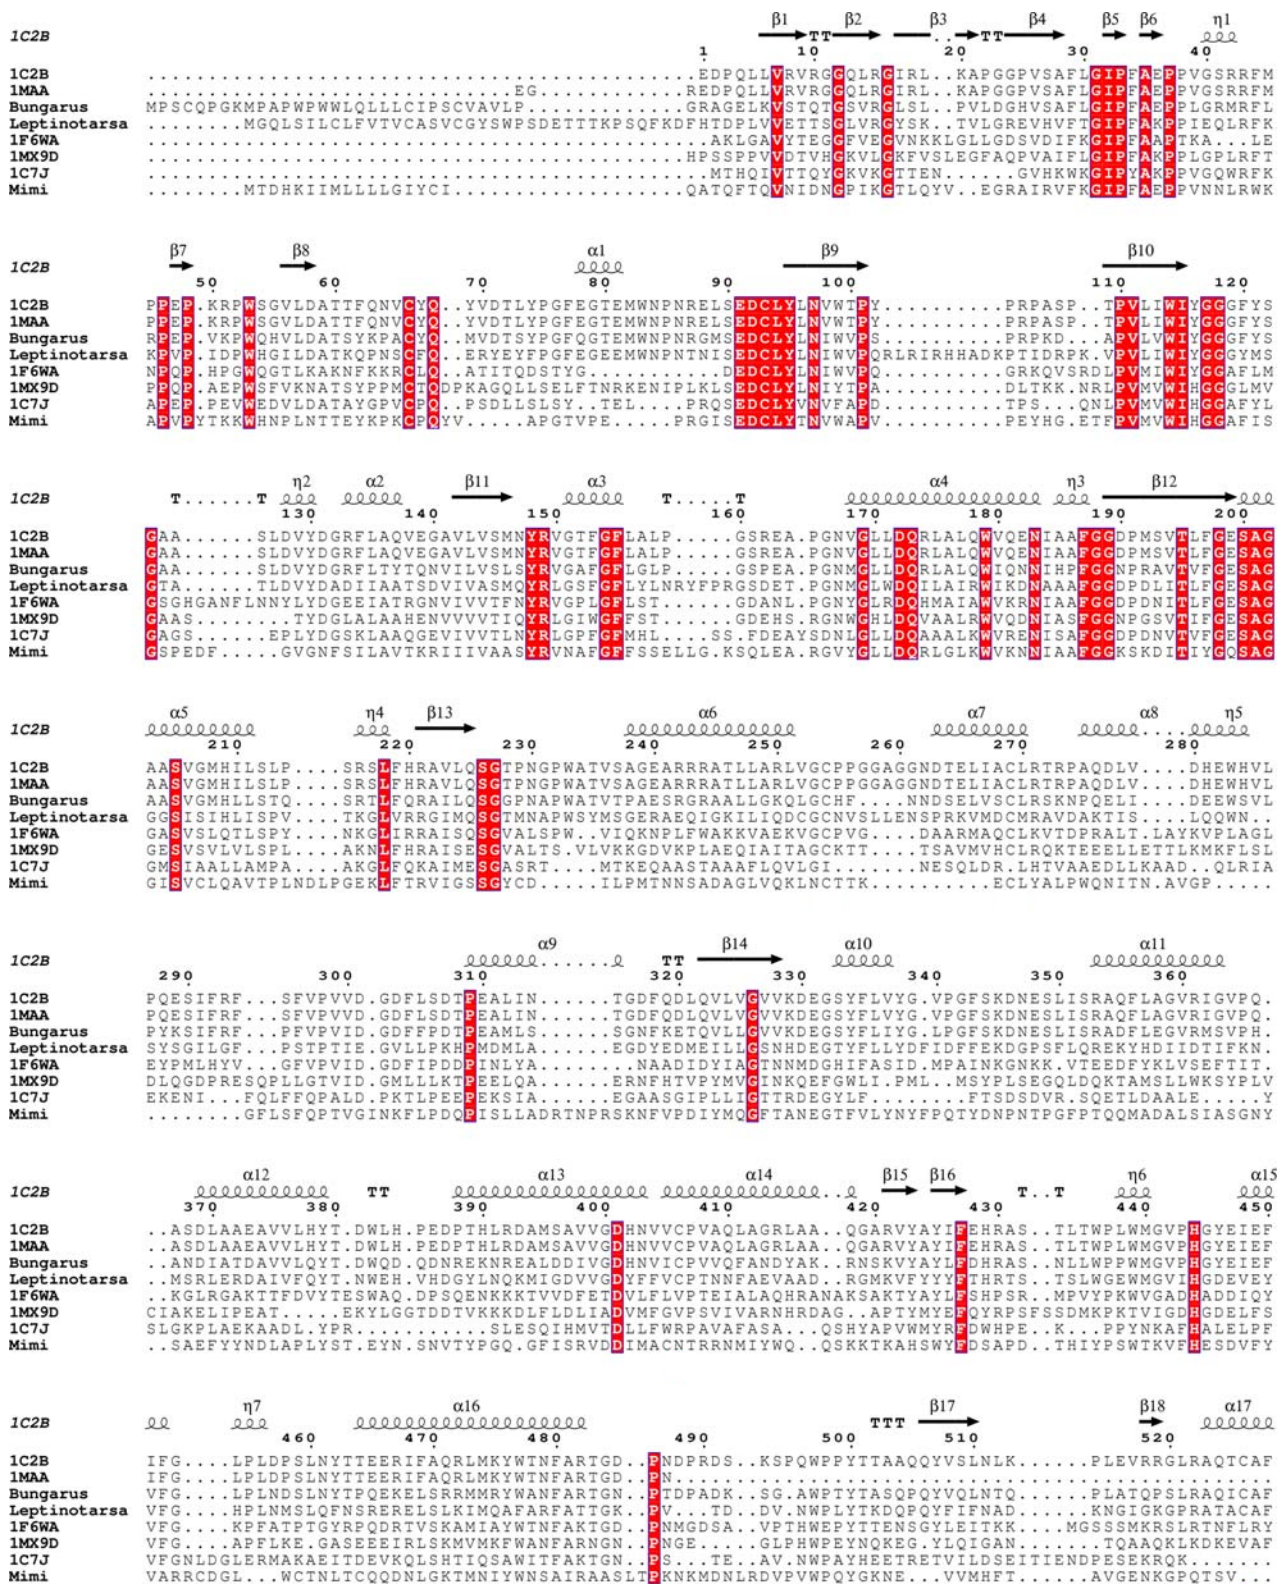 β1 β2 β3 β4 β5 β6 η1
1C2B TT . . TT
1 10 20 30 40
1C2B ......................................EDPQLLVRVRGGQLRGIRL..KAPGGPVSAFLGIPFAEPPVGSRRFM
1MAA ..............................EG..........REDPQLLVRVRGGQLRGIRL..KAPGGPVSAFLGIPFAEPPVGSRRFM
Bungarus MPSCQPGKMPAPWPWWLQLLLCIPSCVAVLP.........GRAGELKVSTQTGSVRGLSL..PVLDGHVSAFLGIPFAEPPLGRMRFL
Leptinotarsa ........MGQLSILCLFVTVCASVCGYSWPSDETTTKPSQFKDFHTDPLVVETTSGLVRGYSK..TVLGREVHVFTGIPFAKPPIEQLRFK
1F6WA ......................................AKLGAVYTEGGFVEGVNKKLGLLGDSVDIFKGIPFAAPTKA...LE
1MX9D ......................................HPSSPPVVDTVHGKVLGKFVSLEGFAQPVAIFLGIPFAKPPLGPLRFT
1C7J ......................................MTHQIVTTQYGKVKGTTEN.....GVHKWKGIPYAKPPVGQWRFK
Mimi ........MTDHKIIMLLLLGIYCI..............QATQFTQVNIDNGPIKGTLQYV...EGRAIRVFKGIPFAEPPVNNLRWK
β7 β8 α1 β9 β10
1C2B
50 60 70 80 90 100 110 120
1C2B PPEP.KRPWSGVLDATTFQNVCYQ..YVDTLYPGFEGTEMWNPNRELSEDCLYLNVWTPY.........PRPASP..TPVLIWIYGGGFYS
1MAA PPEP.KRPWSGVLDATTFQNVCYQ..YVDTLYPGFEGTEMWNPNRELSEDCLYLNVWTPY.........PRPASP..TPVLIWIYGGGFYS
Bungarus PPEP.VKPWQHVLDATSYKPACYQ..MVDTSYPGFQGTEMWNPNRGMSEDCLYLNIWVPS.........PRPKD...APVLVWIYGGGFYS
Leptinotarsa KPVP.IDPWHGILDATKQPNSCFQ..ERYEYFPGFEGEEMWNPNTNISEDCLYLNIWVPQRLRIRHHADKPTIDRPK.VPVLIWIYGGGYMS
1F6WA NPQP.HPGWQGTLKAKNFKKRCLQ..ATITQDSTYG........DEDCLYLNIWVPQ.........GRKQVSRDLPVMIWIYGGAFLM
1MX9D PPQP.AEPWSFVKNATSYPPMCTQDPKAGQLLSELFTNRKENIPLKLSEDCLYLNIYTPA.........DLTKK.NRLPVMVWIHGGGLMV
1C7J APEP.PEVWEDVLDATAYGPVCPQ..PSDLLSLSY...TEL....PRQSEDCLYVNVFAPD.........TPS...QNLPVMVWIHGGAFYL
Mimi APVPYTKKWHNPLNTTEYKPKCPQYV....APGTVPE.....PRGISEDCLYTNVWAPV.........PEYHG.ETFPVMVWIHGGAFIS
T T η2 α2 β11 α3 T T α4 η3 β12
1C2B
130 140 150 160 170 180 190 200
1C2B GAA......SLDVYDGRFLAQVEGAVLVSMNYRVGTFGFLALP.....GSREA.PGNVGLLDQRLALQWVQENIAAFGGDPMSVTLFGESAG
1MAA GAA......SLDVYDGRFLAQVEGAVLVSMNYRVGTFGFLALP.....GSREA.PGNVGLLDQRLALQWVQENIAAFGGDPMSVTLFGESAG
Bungarus GAA......SLDVYDGRFLTYTQNVILVSLSYRVGAFGFLGLP.....GSPEA.PGNMGLWDQRLALQWIQNNIHPFGGNPRAVTVFGESAG
Leptinotarsa GTA......TLDVYDADIIAATSDVIVASMQYRLGSFGFLYLNRYFPRGSDET.PGNMGLWDQILAIRWIKDNAAAFGGDPDLITLFGESAG
1F6WA GSGHGANFLNNYLYDGEEIATRGNVIVVTFNYRVGPLGFLST......GDANL.PGNYGLRDQHMAIAWVKRNIAAFGGDPDNITLFGESAG
1MX9D GAAS.....TYDGLALAAHENVVVVTIQYRLGIWGFFST......GDEHS.RGNWGHLDQVAALRWVQDNIASFGGNPGSVTIFGESAG
1C7J GAGS.....EPLYDGSKLAAQGEVIVVTLNYRLGPFGFMHL....SS.FDEAYSDNLGLLDQAAALKWVRENISAFGGDPDNVTVFGESAG
Mimi GSPEDF....GVGNFSILAVTKRIIIVAASYRVNAFGFFSSELLG.KSQLEA.RGVYGLLDQRLGLKWVKNNIAAFGGKSKDITIYGQSAG
α5 η4 β13 α6 α7 α8 η5
1C2B
210 220 230 240 250 260 270 280
1C2B AASVGMHILSLP....SRSLFHRAVLQSGTPNGPWATVSAGEARRRATLLARLVGCPPGGAGGNDTELIACLRTRPAQDLV....DHEWHVL
1MAA AASVGMHILSLP....SRSLFHRAVLQSGTPNGPWATVSAGEARRRATLLARLVGCPPGGAGGNDTELIACLRTRPAQDLV....DHEWHVL
Bungarus AASVGMHLLSTQ....SRTLFQRAILQSGGPNAPWATVTPAESRGRAALLGKQLGCHF....NNDSELVSCLRSKNPQELI....DEEWSVL
Leptinotarsa GGSISIHLISPV....TKGLVRRGIMQSGTMNAPWSYMSGERAEQIGKILIQDCGCNVSLLENSPRKVMDCMRAVDAKTIS....LQQWN..
1F6WA GASVSLQTLSPY....NKGLIRRAISQSGVALSPW..VIQKNPLFWAKKVAEKVGCPVG.....DAARMAQCLKVTDPRALT.LAYKVPLAGL
1MX9D GESVSVLVLSPL....AKNLFHRAISESGVALTS.VLVKKGDVKPLAEQIAITAGCKTT.....TSAVMVHCLRQKTEEELLETTLKMKFLSL
1C7J GMSIAALLAMPA....AKGLFQKAIMESGASRT....MTKEQAASTAAAFLQVLGI.....NESQLDR.LHTVAAEDLLKAAD..QLRIA
Mimi GISVCLQAVTPLNDLPGEKLFTRVIGSSGYCD.....ILPMTNNSADAGLVQKLNCTTK........ECLYALPWQNITN.AVGP.....
α9 TT β14 α10 α11
1C2B
290 300 310 320 330 340 350 360
1C2B PQESIFRF...SFVPVVD.GDFLSDTPEALIN......TGDFQDLQVLVGVVKDEGSYFLVYG.VPGFSKDNESLISRAQFLAGVRIGVPQ.
1MAA PQESIFRF...SFVPVVD.GDFLSDTPEALIN......TGDFQDLQVLVGVVKDEGSYFLVYG.VPGFSKDNESLISRAQFLAGVRIGVPQ.
Bungarus PYKSIFRF...PFVPVID.GDFFPDTPEAMLS......SGNFKETQVLLGVVKDEGSYFLIYG.LPGFSKDNESLISRADFLEGVRMSVPH.
Leptinotarsa SYSGILGF...PSTPTIE.GVLLPKHPMDMLA......EGDYEDMEILLGSNHDEGTYFLLYDFIDFFEKDGPSFLQREKYHDIIDTIFKN.
1F6WA EYPMLHYV...GFVPVID.GDFIPDDPINLYA......NAADIDYIAGTNNMDGHIFASID.MPAINKGNKK.VTEEDFYKLVSEFTIT.
1MX9D DLQGDPRESQPLLGTVID.GMLLLKTPEELQA......ERNFHTVPYMVGINKQEFGWLI.PML..MSYPLSEGQLDQKTAMSLLWKSYPLV
1C7J EKENI...FQLFFQPALD.PKTLPEEPEKSIA......EGAASGIPLLIGTTRDEGYLF.......FTSDSDVR.SQETLDAALE.....Y
Mimi ........GFLSFQPTVGINKFLPDQPISLLADRTNPRSKNFVPDIYMQGFTANEGTFVLYNYFPQTYDNPNTPGFPTQQMADALSIASGNY
α12 TT α13 α14 β15 β16 T..T η6 α15
1C2B
370 380 390 400 410 420 430 440 450
1C2B ..ASDLAAEAVVLHYT.DWLH.PEDPTHLRDAMSAVVGDHNVVCPVAQLAGRLAA..QGARVYAYIFEHRAS..TLTWPLWMGVPHGYEIEF
1MAA ..ASDLAAEAVVLHYT.DWLH.PEDPTHLRDAMSAVVGDHNVVCPVAQLAGRLAA..QGARVYAYIFEHRAS..TLTWPLWMGVPHGYEIEF
Bungarus ..ANDIATDAVVLQYT.DWQD.QDNREKNREALDDIVGDHNVICPVVQFANDYAK..RNSKVYAYLFDHRAS..NLLWPPWMGVPHGYEIEF
Leptinotarsa ..MSRLERDAIVFQYT.NWEH.VHDGYLNQKMIGDVVGDYFFVCPTNNFAEVYADR..GMKVFYYYFTHRTS..TSLWGEWMGVIHGDEVEY
1F6WA ..KGLRGAKTTFDVYTESWAQ.DPSQENKKKTVVDFETDVLFLVPTEIALAQHRANAKSAKTYAYLFSHPSR..MPVYPKWVGADHADDIQY
1MX9D CIAKELIPEAT.....EKYLGGTDDTVKKKDLFLDLIADVMFGVPSVIVARNHRDAG..APTYMYEFQYRPSFSSDMKPKTVIGDHGDELFS
1C7J SLGKPLAEKAADL.YPR..........SLESQIHMVTDLLFWRPAVAFASA...QSHYAPVWMYRFDWHPE..K...PPYNKAFHALELPF
Mimi ..SAEFYYNDLAPLYST.EYN.SNVTYPGQ.GFISRVDDIMACNTRRNMIYWQ..QSKKTKAHSWYFDSAPD..THIYPSWTKVFHESDVFY
η7 α16 TTT β17 β18 α17
1C2B
460 470 480 490 500 510 520
1C2B IFG....LPLDPSLNYTTEERIFAQRLMKYWTNFARTGD..PNDPRDS..KSPQWPPYTTAAQQYVSLNLK.....PLEVRRGLRAQTCAF
1MAA IFG....LPLDPSLNYTTEERIFAQRLMKYWTNFARTGD..PN................................................
Bungarus VFG....LPLNDSLNYTPQEKELSRRMMRYWANFARTGN..PTDPADK..SG.AWPTYTASQPQYVQLNTQ.....PLATQPSLRAQICAF
Leptinotarsa VFG....HPLNMSLQFNSRERELSLKIMQAFARFATTGK..PV...TD..DV.NWPLYTKDQPQYFIFNAD.....KNGIGKGPRATACAF
1F6WA VFG....KPFATPTGYRPQDRTVSKAMIAYWTNFAKTGD..PNMGDSA..VPTHWEPYTTENSGYLEITKK....MGSSSMKRSLRTNFLRY
1MX9D VFG....APFLKE.GASEEEIRLSKMVMKFWANFARNGN..PNGE....GLPHWPEYNQKEG.YLQIGAN......TQAAQKLKDKEVAF
1C7J VFGNLDGLERMAKAEITDEVKQLSHTIQSAWITFAKTGN..PS...TE..AV.NWPAYHEETRETVILDSEITIENDPESEKRQK......
Mimi VARRCDGL...WCTNLTCQQDNLGKTMINYWNSAIRAASLTPKNKMDNLRDVPVWPQYGKNE...VVMHFT.....AVGENKGPQTSV...